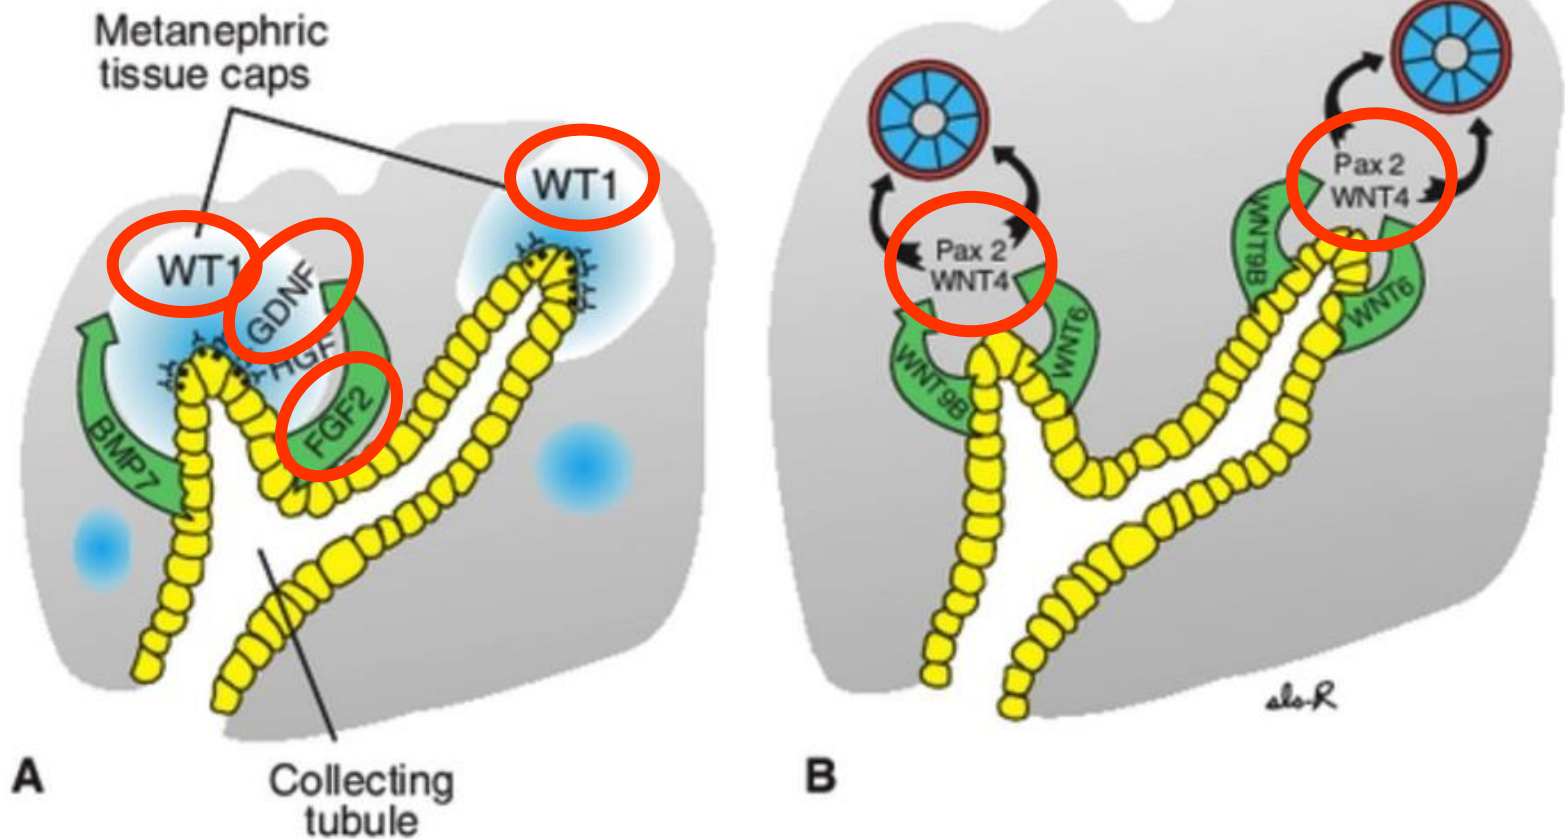 Metanephric
tissue caps
WT1
WT1
GDNF
HGF
FGF2
BMP7
Collecting
tubule
A
Pax 2
WNT4
WNT9B
WNT6
Pax 2
WNT4
WNT9B
WNT6
sls-R
B